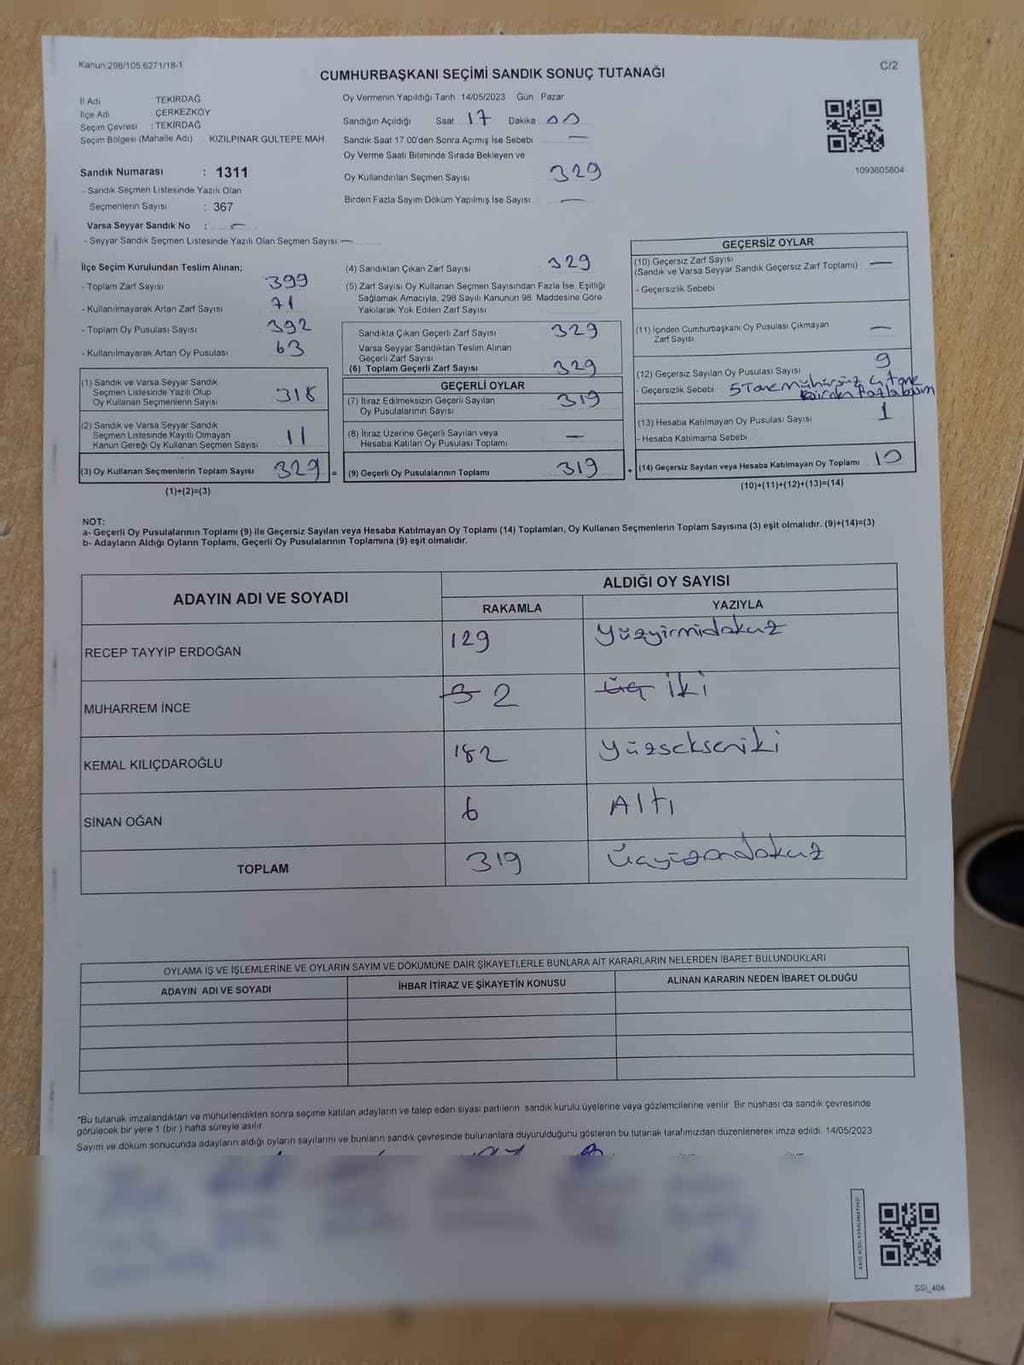 Kanun:298/105.6271/18-1
C/2
CUMHURBAŞKANI SEÇİMİ SANDIK SONUÇ TUTANAĞI
İl Adı TEKİRDAĞ
İlçe Adı ÇERKEZKÖY
Seçim Çevresi : TEKİRDAĞ
Seçim Bölgesi (Mahalle Adı) KIZILPINAR GÜLTEPE MAH.
Sandık Numarası : 1311
- Sandık Seçmen Listesinde Yazılı Olan
Seçmenlerin Sayısı : 367
Varsa Seyyar Sandık No : —
- Seyyar Sandık Seçmen Listesinde Yazılı Olan Seçmen Sayısı —
Oy Vermenin Yapıldığı Tarih 14/05/2023 Gün Pazar
Sandığın Açıldığı Saat 17 Dakika 00
Sandık Saat 17.00'den Sonra Açılmış İse Sebebi —
Oy Verme Saati Bitiminde Sırada Bekleyen ve
Oy Kullandırılan Seçmen Sayısı 329
Birden Fazla Sayım Döküm Yapılmış İse Sayısı —
1093805804
İlçe Seçim Kurulundan Teslim Alınan;
- Toplam Zarf Sayısı 399
- Kullanılmayarak Artan Zarf Sayısı 71
- Toplam Oy Pusulası Sayısı 392
- Kullanılmayarak Artan Oy Pusulası 63
(1) Sandık ve Varsa Seyyar Sandık
Seçmen Listesinde Yazılı Olup
Oy Kullanan Seçmenlerin Sayısı 318
(2) Sandık ve Varsa Seyyar Sandık
Seçmen Listesinde Kayıtlı Olmayan
Kanun Gereği Oy Kullanan Seçmen Sayısı 11
(3) Oy Kullanan Seçmenlerin Toplam Sayısı 329 =
(1)+(2)=(3)
(4) Sandıktan Çıkan Zarf Sayısı 329
(5) Zarf Sayısı Oy Kullanan Seçmen Sayısından Fazla İse, Eşitliği
Sağlamak Amacıyla, 298 Sayılı Kanunun 98. Maddesine Göre
Yakılarak Yok Edilen Zarf Sayısı
Sandıkta Çıkan Geçerli Zarf Sayısı 329
Varsa Seyyar Sandıktan Teslim Alınan
Geçerli Zarf Sayısı
(6) Toplam Geçerli Zarf Sayısı 329
GEÇERLİ OYLAR
(7) İtiraz Edilmeksizin Geçerli Sayılan
Oy Pusulalarının Sayısı 319
(8) İtiraz Üzerine Geçerli Sayılan veya
Hesaba Katılan Oy Pusulası Toplamı —
(9) Geçerli Oy Pusulalarının Toplamı 319 +
GEÇERSİZ OYLAR
(10) Geçersiz Zarf Sayısı
(Sandık ve Varsa Seyyar Sandık Geçersiz Zarf Toplamı) —
- Geçersizlik Sebebi
(11) İçinden Cumhurbaşkanı Oy Pusulası Çıkmayan
Zarf Sayısı —
(12) Geçersiz Sayılan Oy Pusulası Sayısı 9
- Geçersizlik Sebebi 5 Tane mühürsüz 4 tane
birden fazla basım
(13) Hesaba Katılmayan Oy Pusulası Sayısı 1
- Hesaba Katılmama Sebebi
(14) Geçersiz Sayılan veya Hesaba Katılmayan Oy Toplamı 10
(10)+(11)+(12)+(13)=(14)
NOT:
a- Geçerli Oy Pusulalarının Toplamı (9) ile Geçersiz Sayılan veya Hesaba Katılmayan Oy Toplamı (14) Toplamları, Oy Kullanan Seçmenlerin Toplam Sayısına (3) eşit olmalıdır. (9)+(14)=(3)
b- Adayların Aldığı Oyların Toplamı, Geçerli Oy Pusulalarının Toplamına (9) eşit olmalıdır.
ADAYIN ADI VE SOYADI
ALDIĞI OY SAYISI
RAKAMLA YAZIYLA
RECEP TAYYİP ERDOĞAN 129 Yüzyirmidokuz
MUHARREM İNCE 3 2 üç iki
KEMAL KILIÇDAROĞLU 182 Yüzsekseniki
SİNAN OĞAN 6 Altı
TOPLAM 319 Üçyüzondokuz
OYLAMA İŞ VE İŞLEMLERİNE VE OYLARIN SAYIM VE DÖKÜMÜNE DAİR ŞİKAYETLERLE BUNLARA AİT KARARLARIN NELERDEN İBARET BULUNDUKLARI
ADAYIN ADI VE SOYADI İHBAR İTİRAZ VE ŞİKAYETİN KONUSU ALINAN KARARIN NEDEN İBARET OLDUĞU
*Bu tutanak imzalandıktan ve mühürlendikten sonra seçime katılan adayların ve talep eden siyasi partilerin sandık kurulu üyelerine veya gözlemcilerine verilir. Bir nüshası da sandık çevresinde
görülecek bir yere 1 (bir) hafta süreyle asılır.
Sayım ve döküm sonucunda adayların aldığı oyların sayılarını ve bunların sandık çevresinde bulunanlara duyurulduğunu gösteren bu tutanak tarafımızdan düzenlenerek imza edildi. 14/05/2023
SSI_404